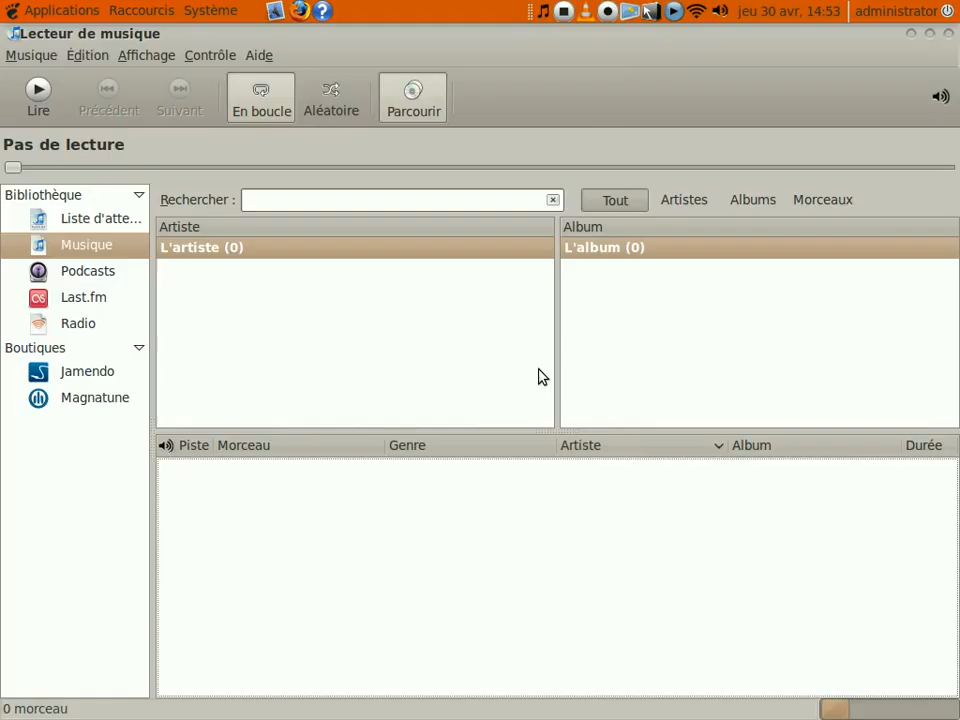 Applications Raccourcis Système jeu 30 avr, 14:53 administrator
Lecteur de musique
Musique Édition Affichage Contrôle Aide
Lire Précédent Suivant En boucle Aléatoire Parcourir
Pas de lecture
Bibliothèque
Liste d'atte...
Musique
Podcasts
Last.fm
Radio
Boutiques
Jamendo
Magnatune
Rechercher : Tout Artistes Albums Morceaux
Artiste Album
L'artiste (0) L'album (0)
Piste Morceau Genre Artiste Album Durée
0 morceau